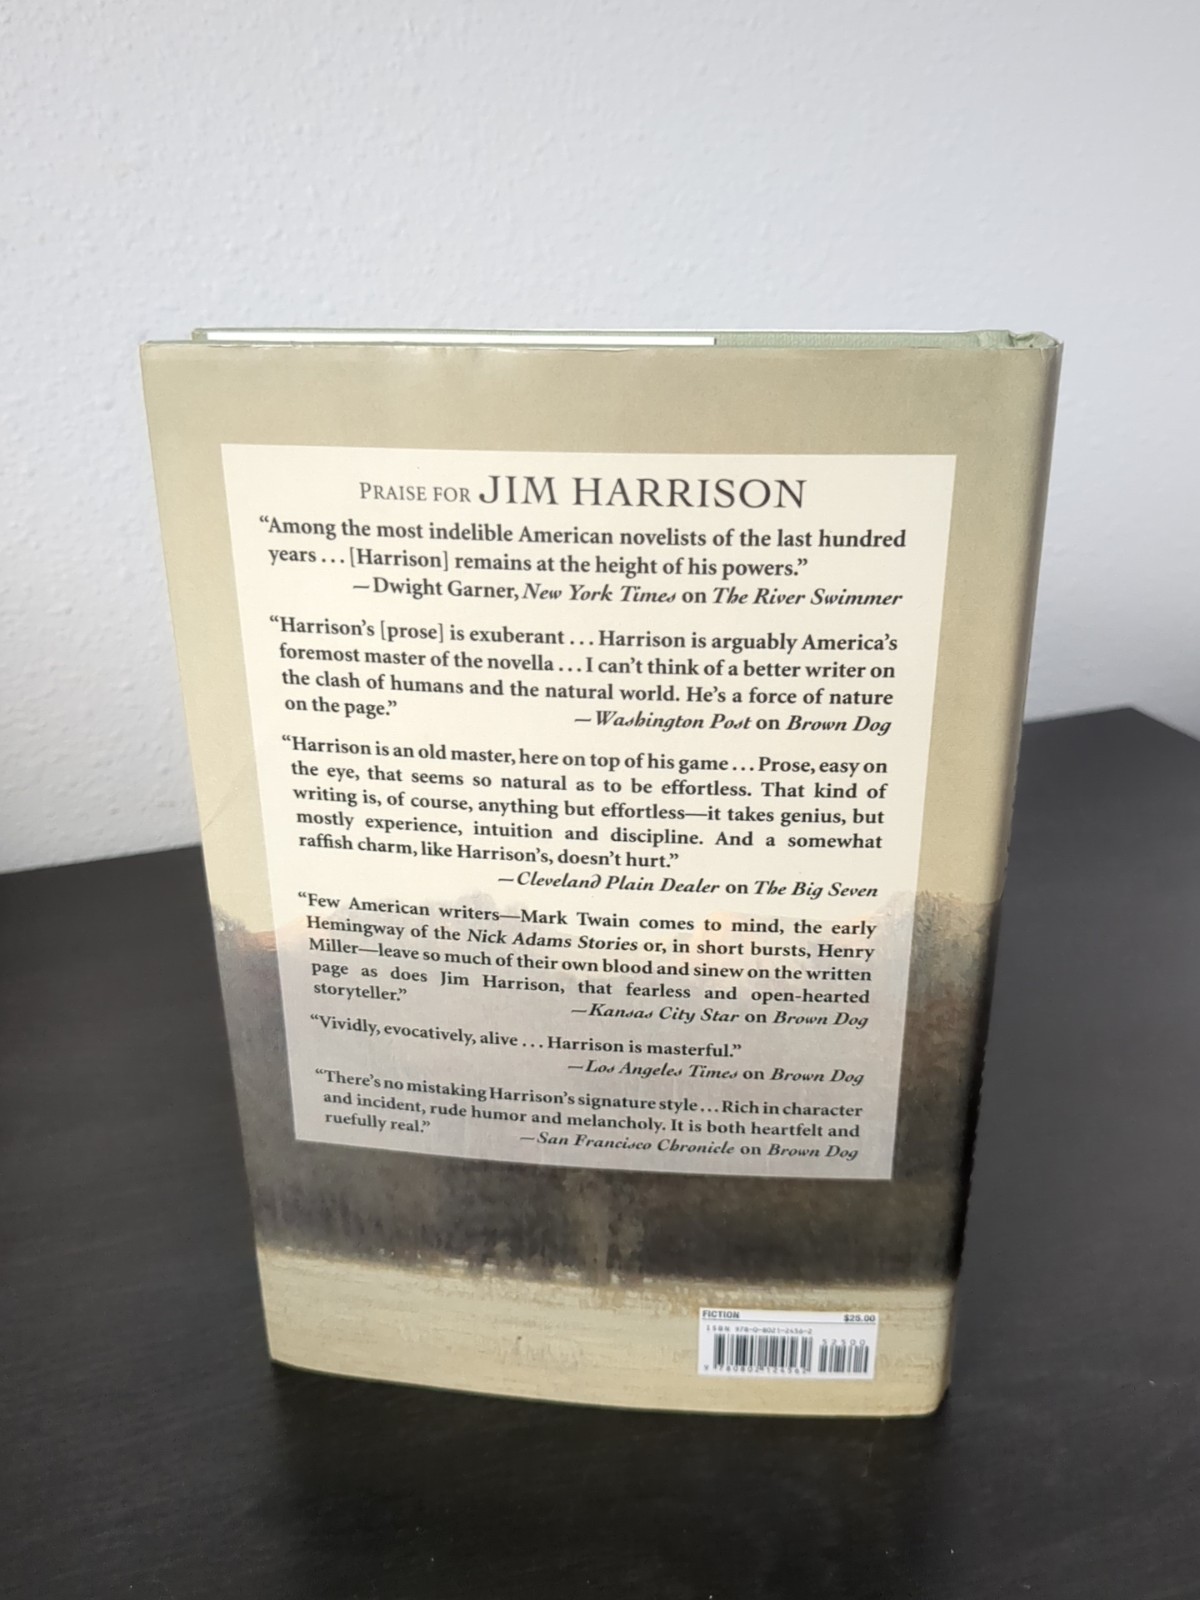 PRAISE FOR JIM HARRISON
“Among the most indelible American novelists of the last hundred
years . . . [Harrison] remains at the height of his powers.”
—Dwight Garner, New York Times on The River Swimmer
“Harrison’s [prose] is exuberant . . . Harrison is arguably America’s
foremost master of the novella . . . I can’t think of a better writer on
the clash of humans and the natural world. He’s a force of nature
on the page.” —Washington Post on Brown Dog
“Harrison is an old master, here on top of his game . . . Prose, easy on
the eye, that seems so natural as to be effortless. That kind of
writing is, of course, anything but effortless—it takes genius, but
mostly experience, intuition and discipline. And a somewhat
raffish charm, like Harrison’s, doesn’t hurt.”
—Cleveland Plain Dealer on The Big Seven
“Few American writers—Mark Twain comes to mind, the early
Hemingway of the Nick Adams Stories or, in short bursts, Henry
Miller—leave so much of their own blood and sinew on the written
page as does Jim Harrison, that fearless and open-hearted
storyteller.” —Kansas City Star on Brown Dog
“Vividly, evocatively, alive . . . Harrison is masterful.”
—Los Angeles Times on Brown Dog
“There’s no mistaking Harrison’s signature style . . . Rich in character
and incident, rude humor and melancholy. It is both heartfelt and
ruefully real.” —San Francisco Chronicle on Brown Dog
FICTION $25.00
ISBN 978-0-8021-2456-2
52500
9 780802 124562